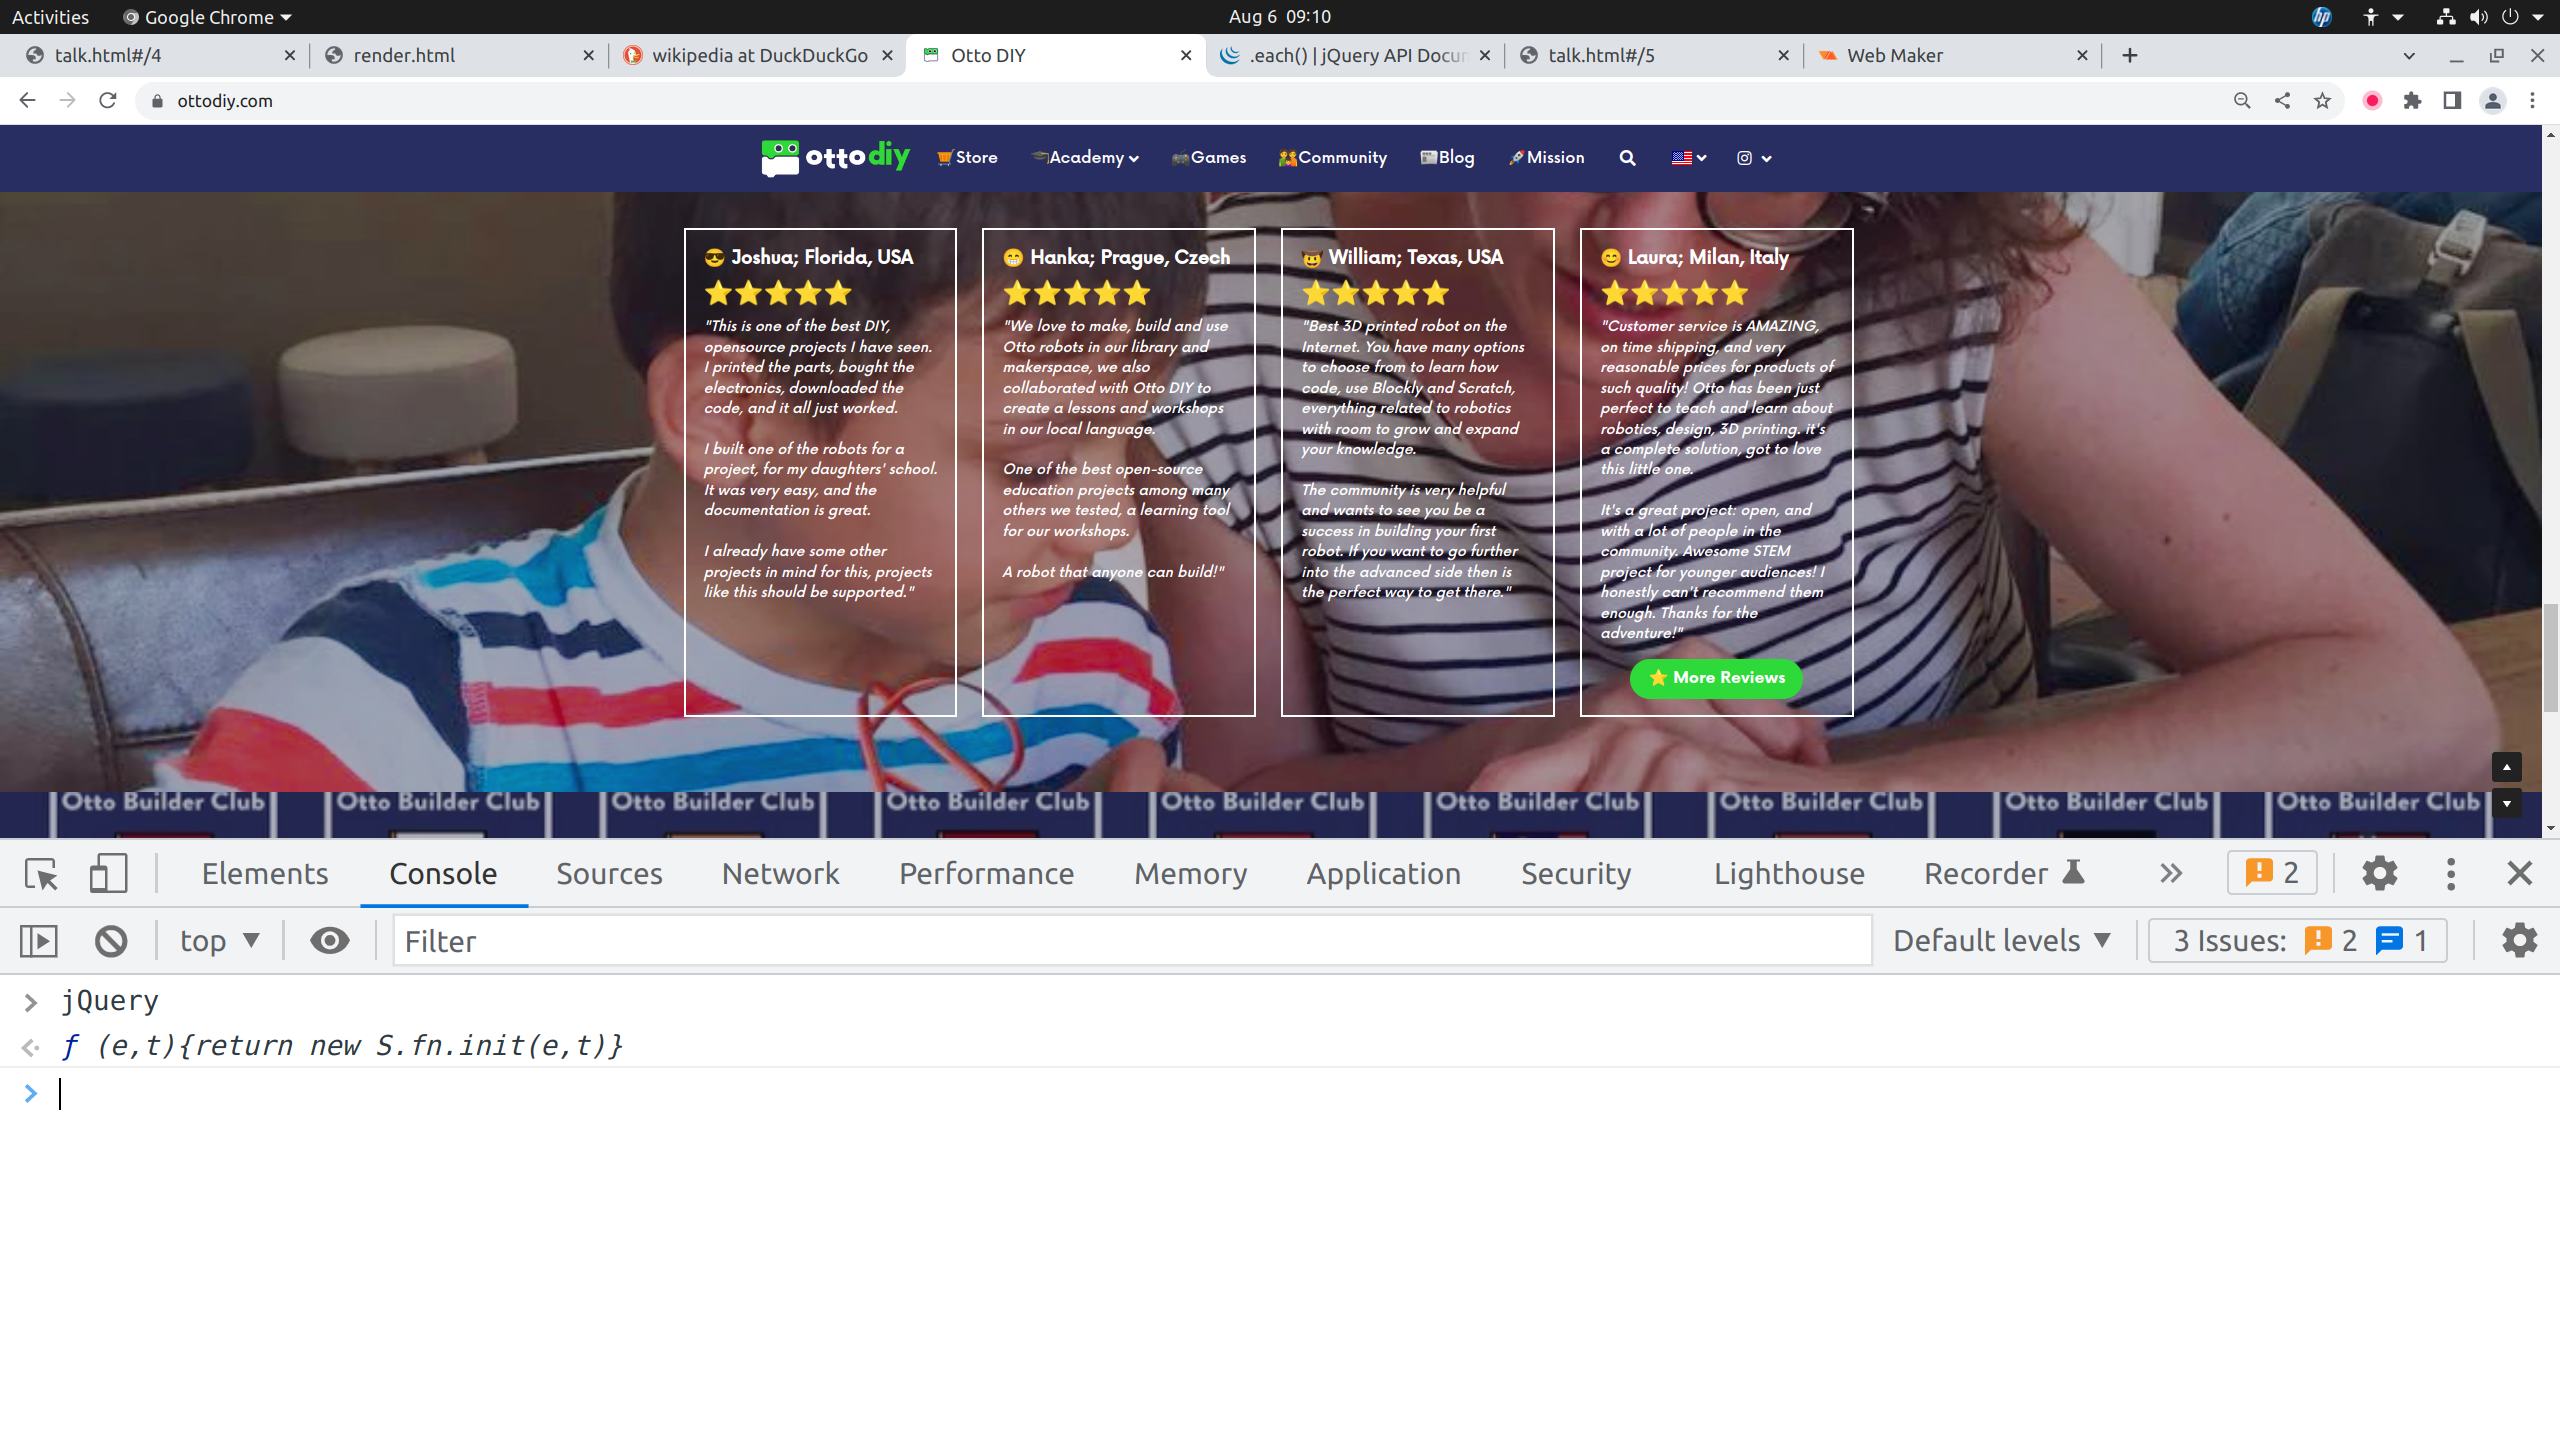 Activities
Google Chrome
Aug 6 09:10
talk.html#/4
render.html
wikipedia at DuckDuckGo
Otto DIY
.each() | jQuery API Docum
talk.html#/5
Web Maker
ottodiy.com
otto diy
Store
Academy
Games
Community
Blog
Mission
Joshua; Florida, USA
"This is one of the best DIY,
opensource projects I have seen.
I printed the parts, bought the
electronics, downloaded the
code, and it all just worked.
I built one of the robots for a
project, for my daughters' school.
It was very easy, and the
documentation is great.
I already have some other
projects in mind for this, projects
like this should be supported."
Hanka; Prague, Czech
"We love to make, build and use
Otto robots in our library and
makerspace, we also
collaborated with Otto DIY to
create a lessons and workshops
in our local language.
One of the best open-source
education projects among many
others we tested, a learning tool
for our workshops.
A robot that anyone can build!"
William; Texas, USA
"Best 3D printed robot on the
Internet. You have many options
to choose from to learn how
code, use Blockly and Scratch,
everything related to robotics
with room to grow and expand
your knowledge.
The community is very helpful
and wants to see you be a
success in building your first
robot. If you want to go further
into the advanced side then is
the perfect way to get there."
Laura; Milan, Italy
"Customer service is AMAZING,
on time shipping, and very
reasonable prices for products of
such quality! Otto has been just
perfect to teach and learn about
robotics, design, 3D printing. it's
a complete solution, got to love
this little one.
It's a great project: open, and
with a lot of people in the
community. Awesome STEM
project for younger audiences! I
honestly can't recommend them
enough. Thanks for the
adventure!"
More Reviews
Otto Builder Club
Otto Builder Club
Otto Builder Club
Otto Builder Club
Otto Builder Club
Otto Builder Club
Otto Builder Club
Otto Builder Club
Otto Builder Club
Elements
Console
Sources
Network
Performance
Memory
Application
Security
Lighthouse
Recorder
2
top
Filter
Default levels
3 Issues: 2 1
jQuery
ƒ (e,t){return new S.fn.init(e,t)}